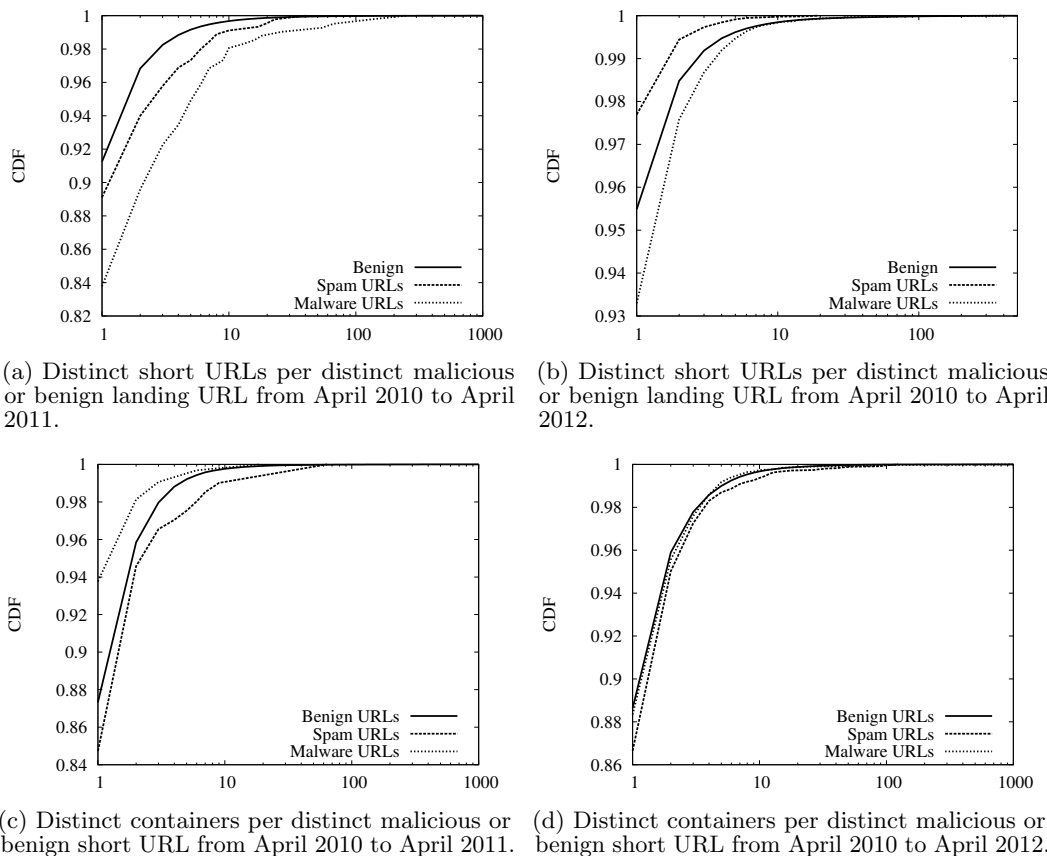 1
0.98
0.96
0.94
0.92
0.9
0.88
0.86
0.84
0.82
CDF
Benign
Spam URLs
Malware URLs
1 10 100 1000
(a) Distinct short URLs per distinct malicious
or benign landing URL from April 2010 to April
2011.
1
0.99
0.98
0.97
0.96
0.95
0.94
0.93
CDF
Benign
Spam URLs
Malware URLs
1 10 100
(b) Distinct short URLs per distinct malicious
or benign landing URL from April 2010 to April
2012.
1
0.98
0.96
0.94
0.92
0.9
0.88
0.86
0.84
CDF
Benign URLs
Spam URLs
Malware URLs
1 10 100 1000
(c) Distinct containers per distinct malicious or
benign short URL from April 2010 to April 2011.
1
0.98
0.96
0.94
0.92
0.9
0.88
0.86
CDF
Benign URLs
Spam URLs
Malware URLs
1 10 100 1000
(d) Distinct containers per distinct malicious or
benign short URL from April 2010 to April 2012.